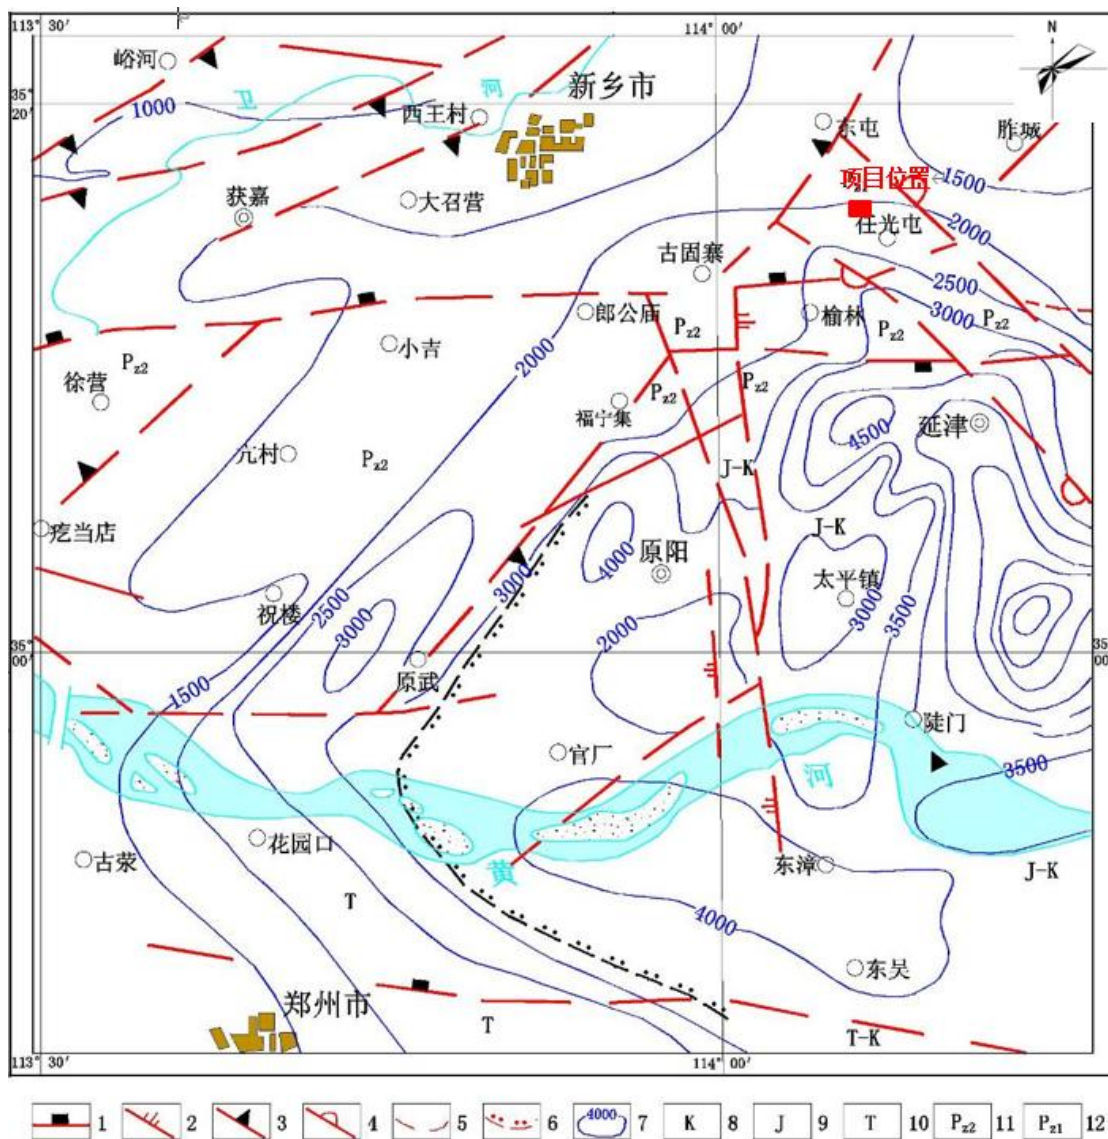 113° 30′
114° 00′
N
峪河
35°
20′
1000
卫
河
新乡市
西王村
东屯
胙城
获嘉
大召营
项目位置
1500
任光屯
2000
古固寨
2500
郎公庙
榆林
3000
Pz2
Pz2
Pz2
小吉
2000
Pz2
徐营
Pz2
Pz2
福宁集
延津
4500
亢村
Pz2
J-K
疙当店
J-K
原阳
4000
太平镇
3000
3000
3500
祝楼
2500
3000
2000
35°
00′
35°
00′
原武
1500
陡门
官厂
河
3500
花园口
古荥
黄
东漳
J-K
T
4000
东吴
郑州市
T
T-K
113° 30′
114° 00′
1
2
3
4
5
6
4000
7
K
8
J
9
T
10
Pz2
11
Pz1
12